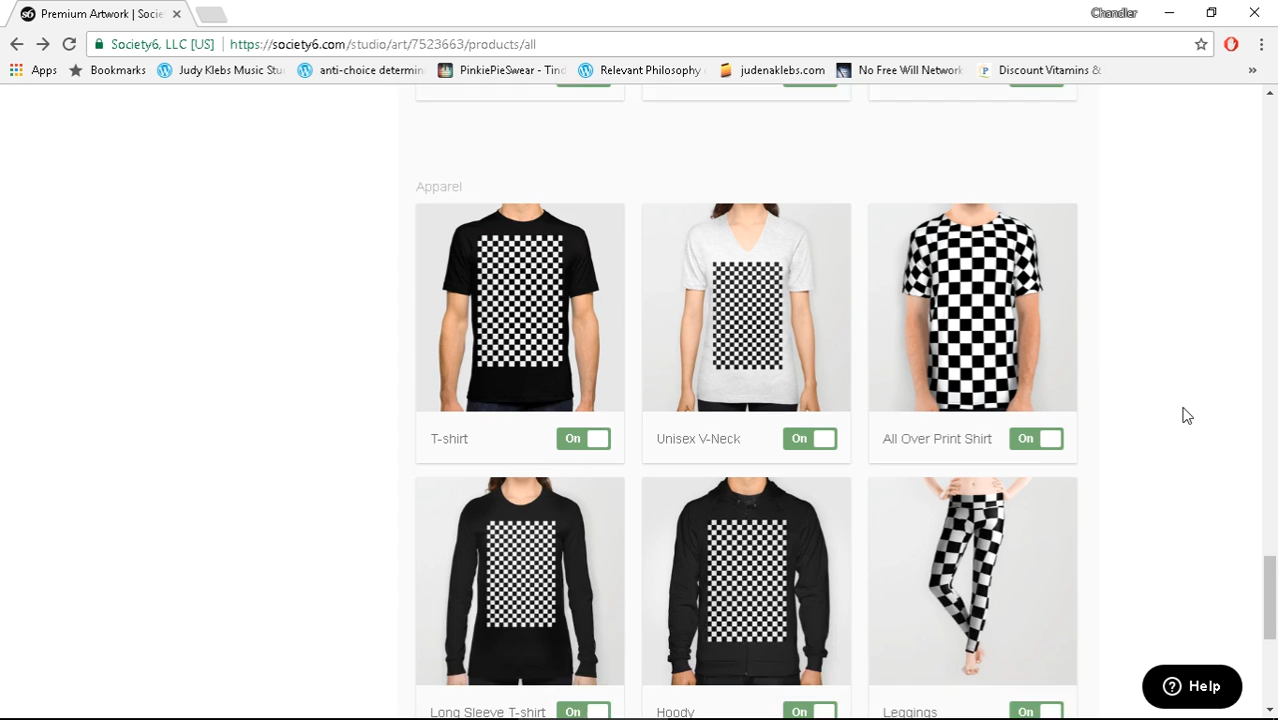 s6 Premium Artwork | Socie
Chandler
Society6, LLC [US] https://society6.com/studio/art/7523663/products/all
Apps Bookmarks Judy Klebs Music Stu anti-choice determin PinkiePieSwear - Tind Relevant Philosophy judenaklebs.com No Free Will Network Discount Vitamins & »
Apparel
T-shirt On Unisex V-Neck On All Over Print Shirt On
Long Sleeve T-shirt On Hoody On Leggings On
? Help